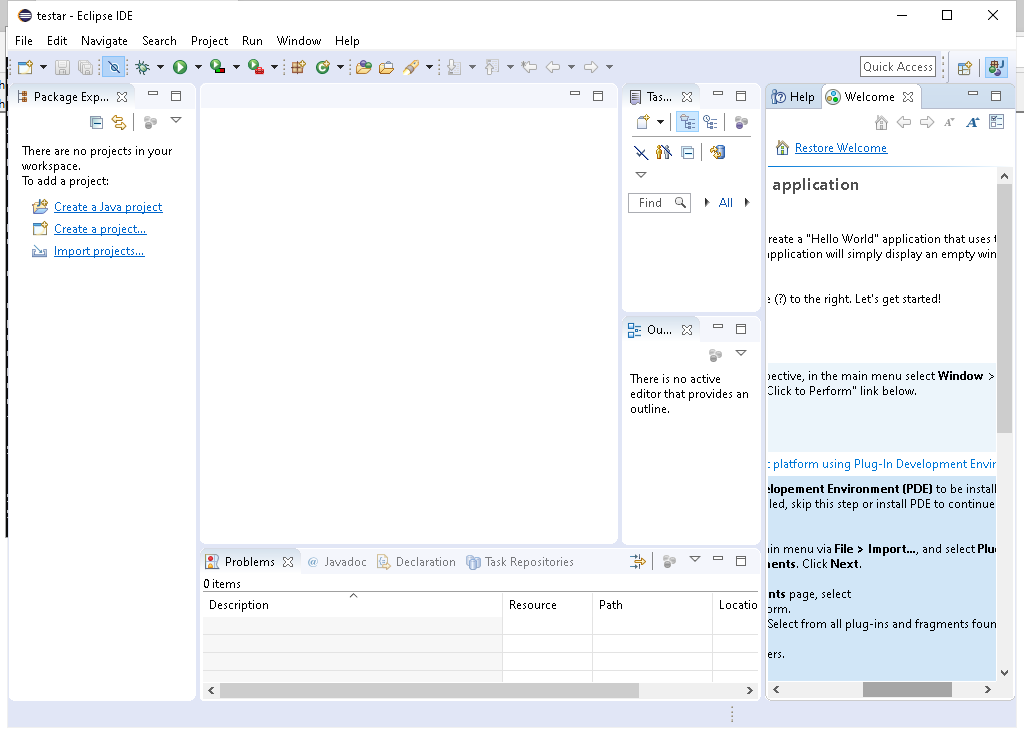 testar - Eclipse IDE
File Edit Navigate Search Project Run Window Help
Quick Access
Package Exp...
There are no projects in your
workspace.
To add a project:
Create a Java project
Create a project...
Import projects...
Tas...
Find
All
Ou...
There is no active
editor that provides an
outline.
Help Welcome
Restore Welcome
application
reate a "Hello World" application that uses t
pplication will simply display an empty win
e (?) to the right. Let's get started!
pective, in the main menu select Window >
Click to Perform" link below.
t platform using Plug-In Development Envir
elopement Environment (PDE) to be install
led, skip this step or install PDE to continue
in menu via File > Import..., and select Plu
ents. Click Next.
nts page, select
orm.
Select from all plug-ins and fragments foun
ers.
Problems @ Javadoc Declaration Task Repositories
0 items
Description Resource Path Locatio